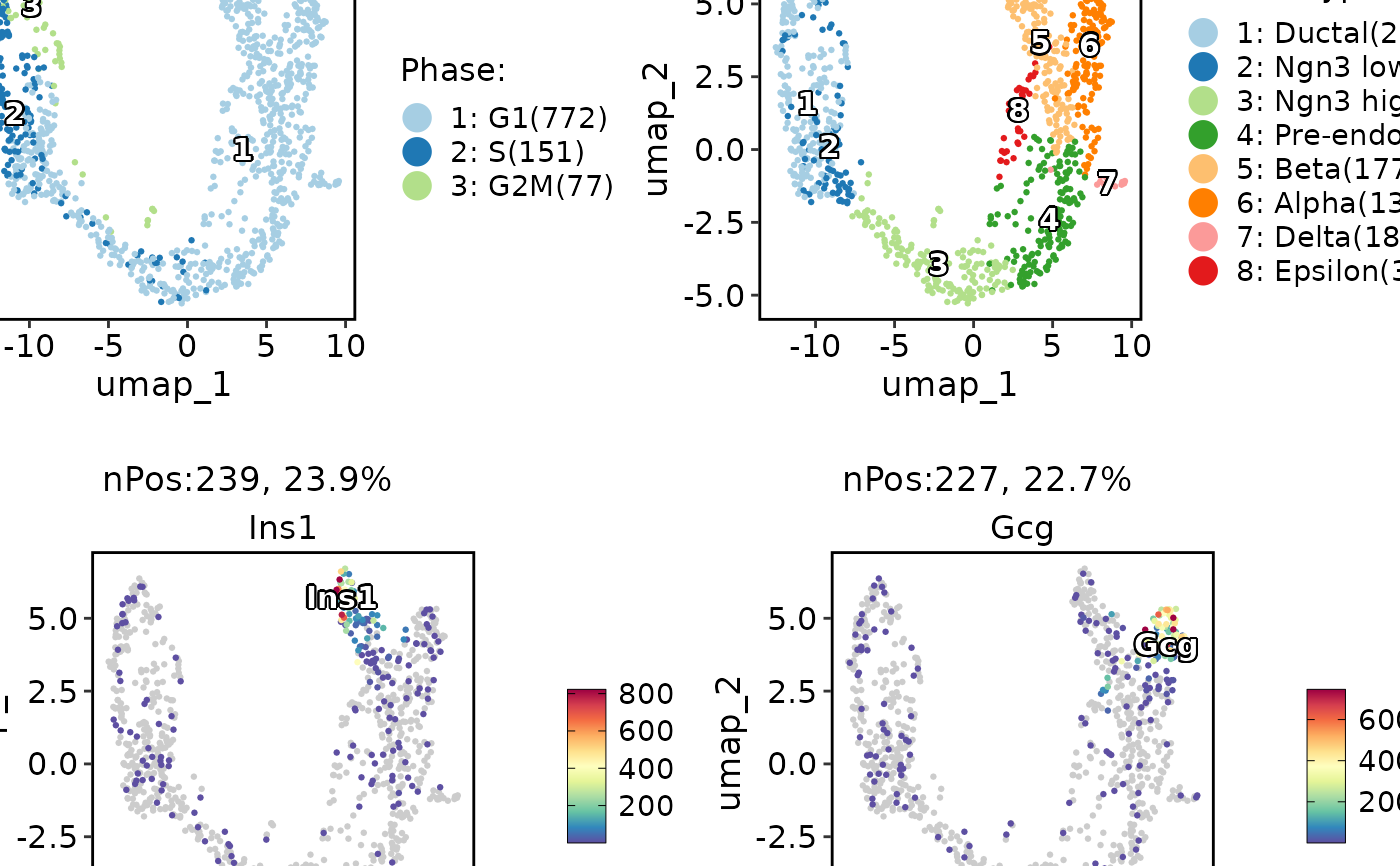 3
2
1
Phase:
1: G1(772)
2: S(151)
3: G2M(77)
-10 -5 0 5 10
umap_1
5.0
2.5
0.0
-2.5
-5.0
umap_2
5
6
1
8
2
7
4
3
-10 -5 0 5 10
umap_1
1: Ductal(2
2: Ngn3 low
3: Ngn3 hig
4: Pre-endo
5: Beta(177
6: Alpha(13
7: Delta(18
8: Epsilon(3
nPos:239, 23.9%
Ins1
Ins1
5.0
2.5
0.0
-2.5
800
600
400
200
nPos:227, 22.7%
Gcg
Gcg
umap_2
5.0
2.5
0.0
-2.5
600
400
200